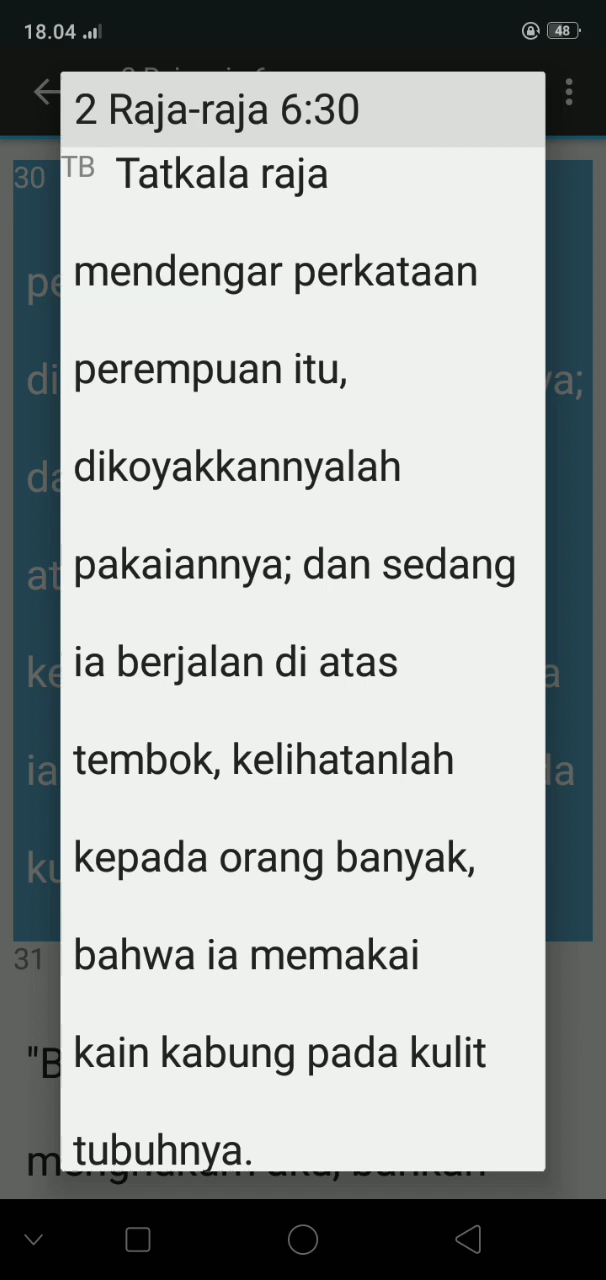 18.04
48
2 Raja-raja 6:30
30
TB Tatkala raja
mendengar perkataan
perempuan itu,
dikoyakkannyalah
pakaiannya; dan sedang
ia berjalan di atas
tembok, kelihatanlah
kepada orang banyak,
bahwa ia memakai
kain kabung pada kulit
tubuhnya.
31